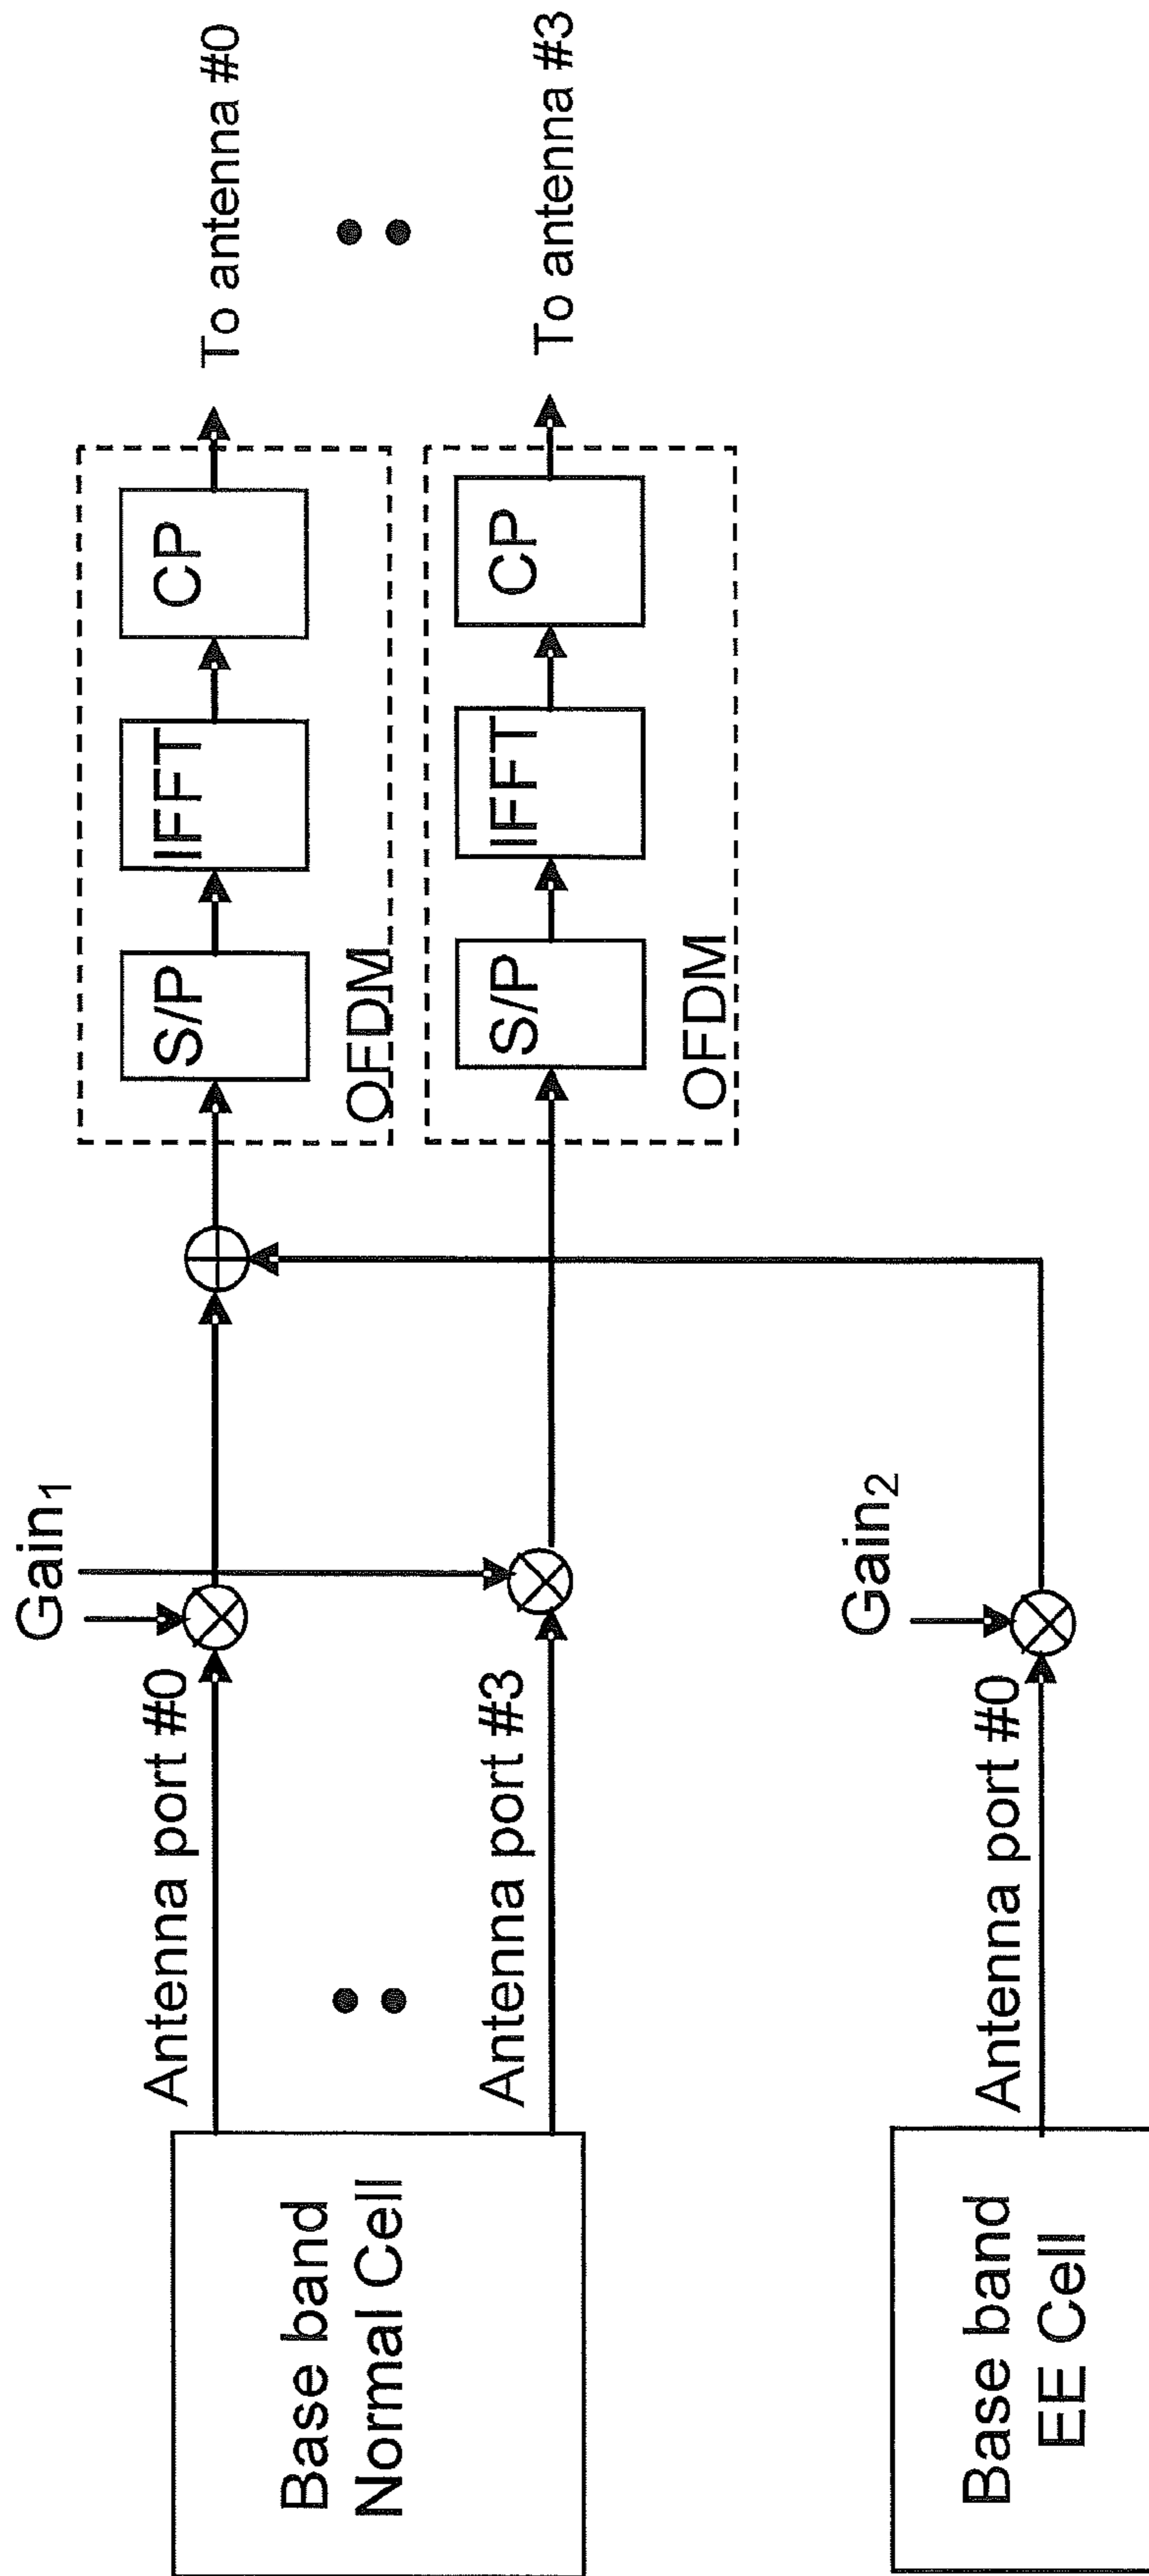 Gain1
Antenna port #0
S/P
IFFT
CP
To antenna #0
OFDM
Base band
Normal Cell
Antenna port #3
S/P
IFFT
CP
To antenna #3
OFDM
Gain2
Antenna port #0
Base band
EE Cell